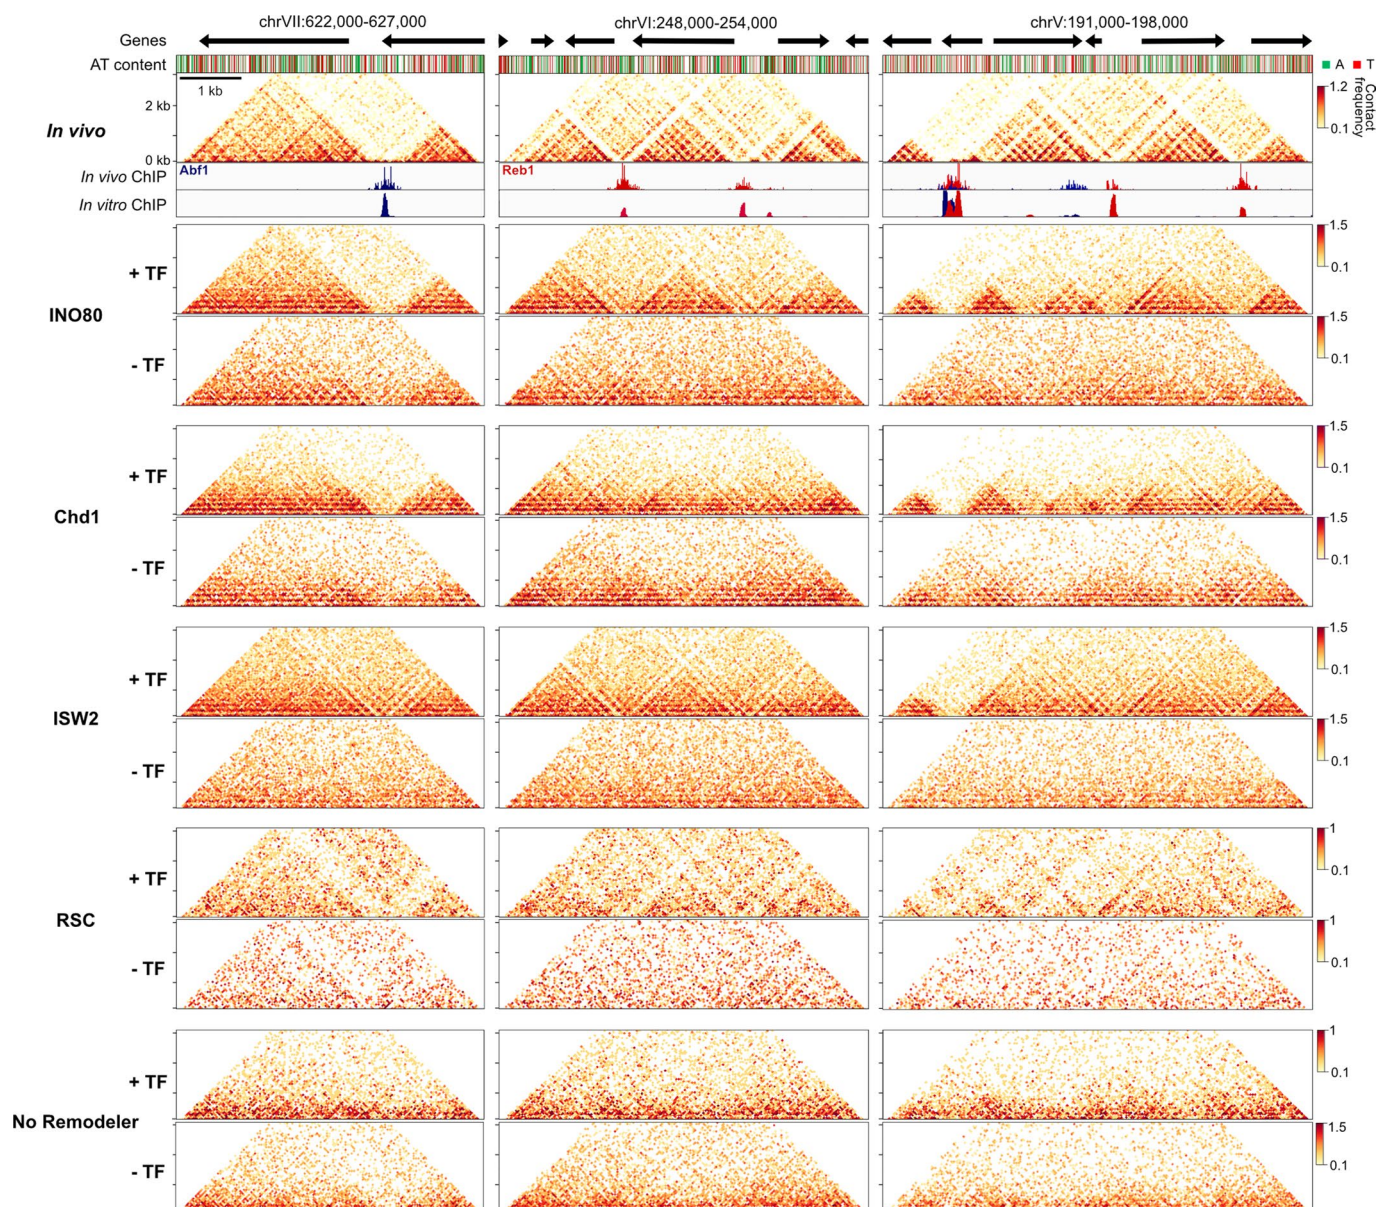 chrVII:622,000-627,000 chrVI:248,000-254,000 chrV:191,000-198,000
Genes
AT content
A T
1 kb
2 kb
0 kb
In vivo
1.2
0.1
Contact
frequency
Abf1 Reb1
In vivo ChIP
In vitro ChIP
INO80
+ TF
1.5
0.1
- TF
1.5
0.1
Chd1
+ TF
1.5
0.1
- TF
1.5
0.1
ISW2
+ TF
1.5
0.1
- TF
1.5
0.1
RSC
+ TF
1
0.1
- TF
1
0.1
No Remodeler
+ TF
1
0.1
- TF
1.5
0.1